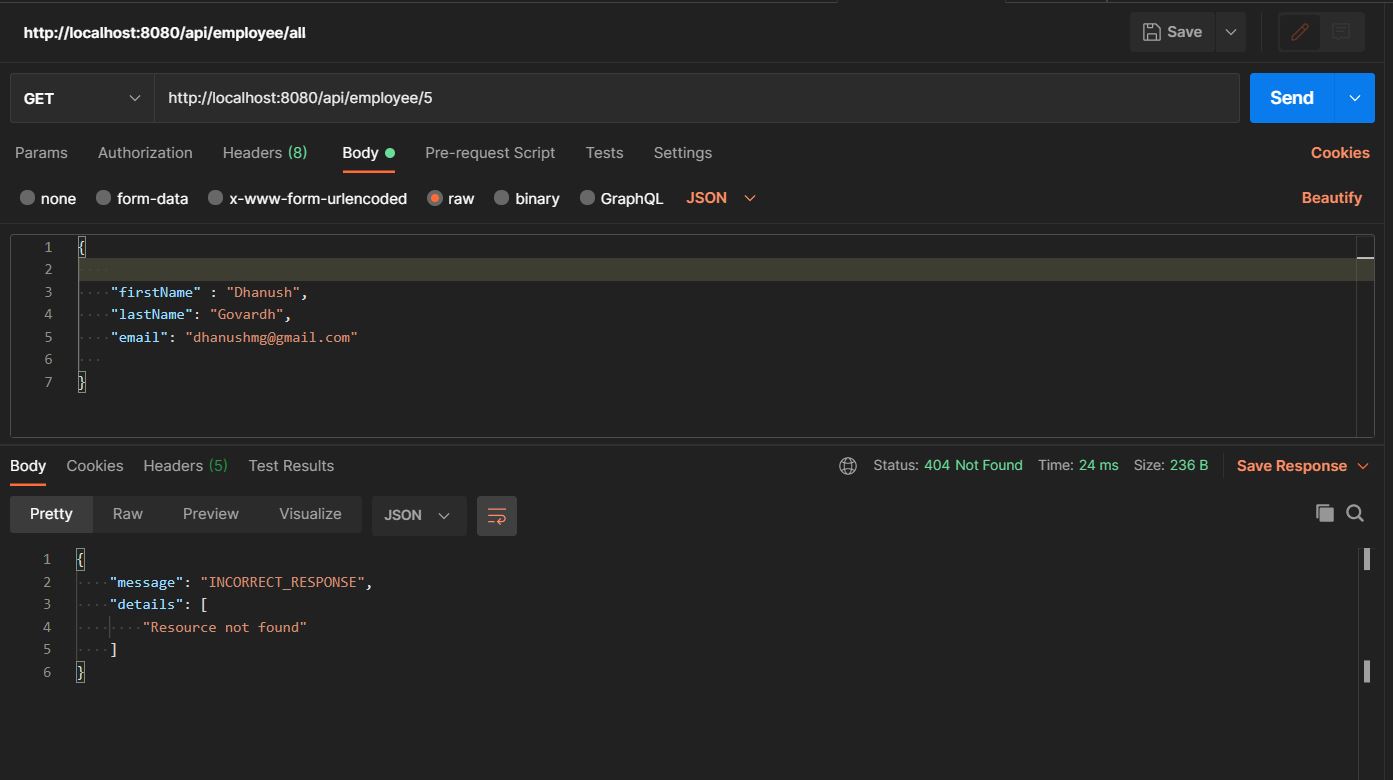 http://localhost:8080/api/employee/all Save
GET http://localhost:8080/api/employee/5 Send
Params Authorization Headers (8) Body Pre-request Script Tests Settings Cookies
none form-data x-www-form-urlencoded raw binary GraphQL JSON Beautify
1 {
2
3 "firstName" : "Dhanush",
4 "lastName": "Govardh",
5 "email": "dhanushmg@gmail.com"
6
7 }
Body Cookies Headers (5) Test Results Status: 404 Not Found Time: 24 ms Size: 236 B Save Response
Pretty Raw Preview Visualize JSON
1 {
2 "message": "INCORRECT_RESPONSE",
3 "details": [
4 "Resource not found"
5 ]
6 }